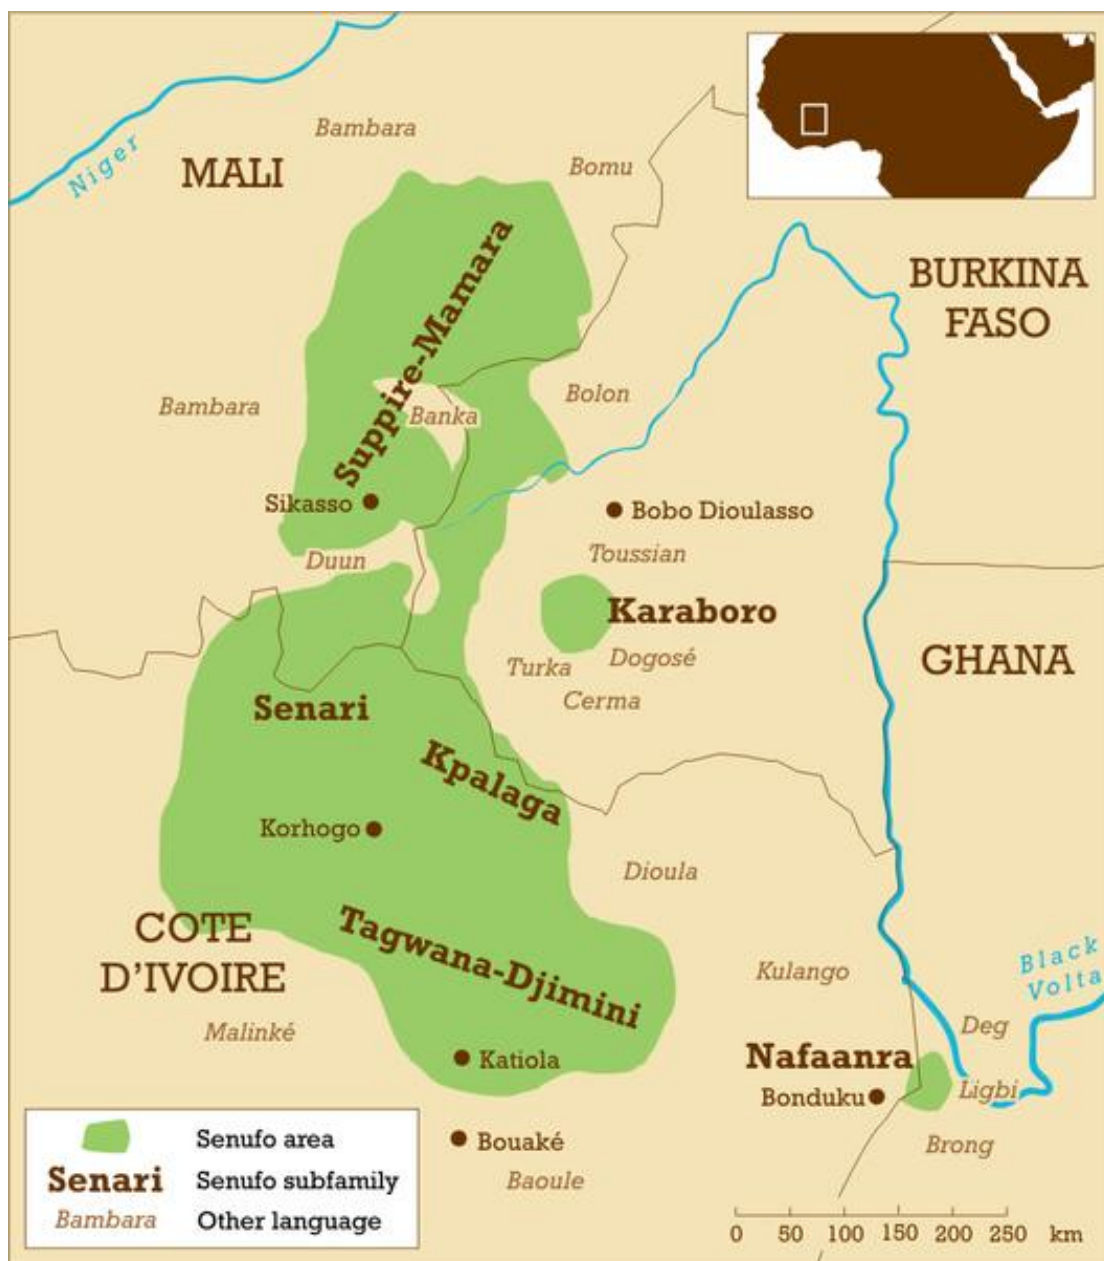 Niger
Bambara
MALI
Bomu
BURKINA
FASO
Suppire-Mamara
Bambara
Banka
Bolon
Sikasso
Bobo Dioulasso
Duun
Toussian
Karaboro
Turka
Dogosé
Cerma
GHANA
Senari
Kpalaga
Korhogo
Dioula
COTE
D'IVOIRE
Tagwana-Djimini
Malinké
Kulango
Black
Volta
Deg
Nafaanra
Katiola
Bonduku
Ligbi
Bouaké
Brong
Baoule
Senufo area
Senari Senufo subfamily
Bambara Other language
0 50 100 150 200 250 km